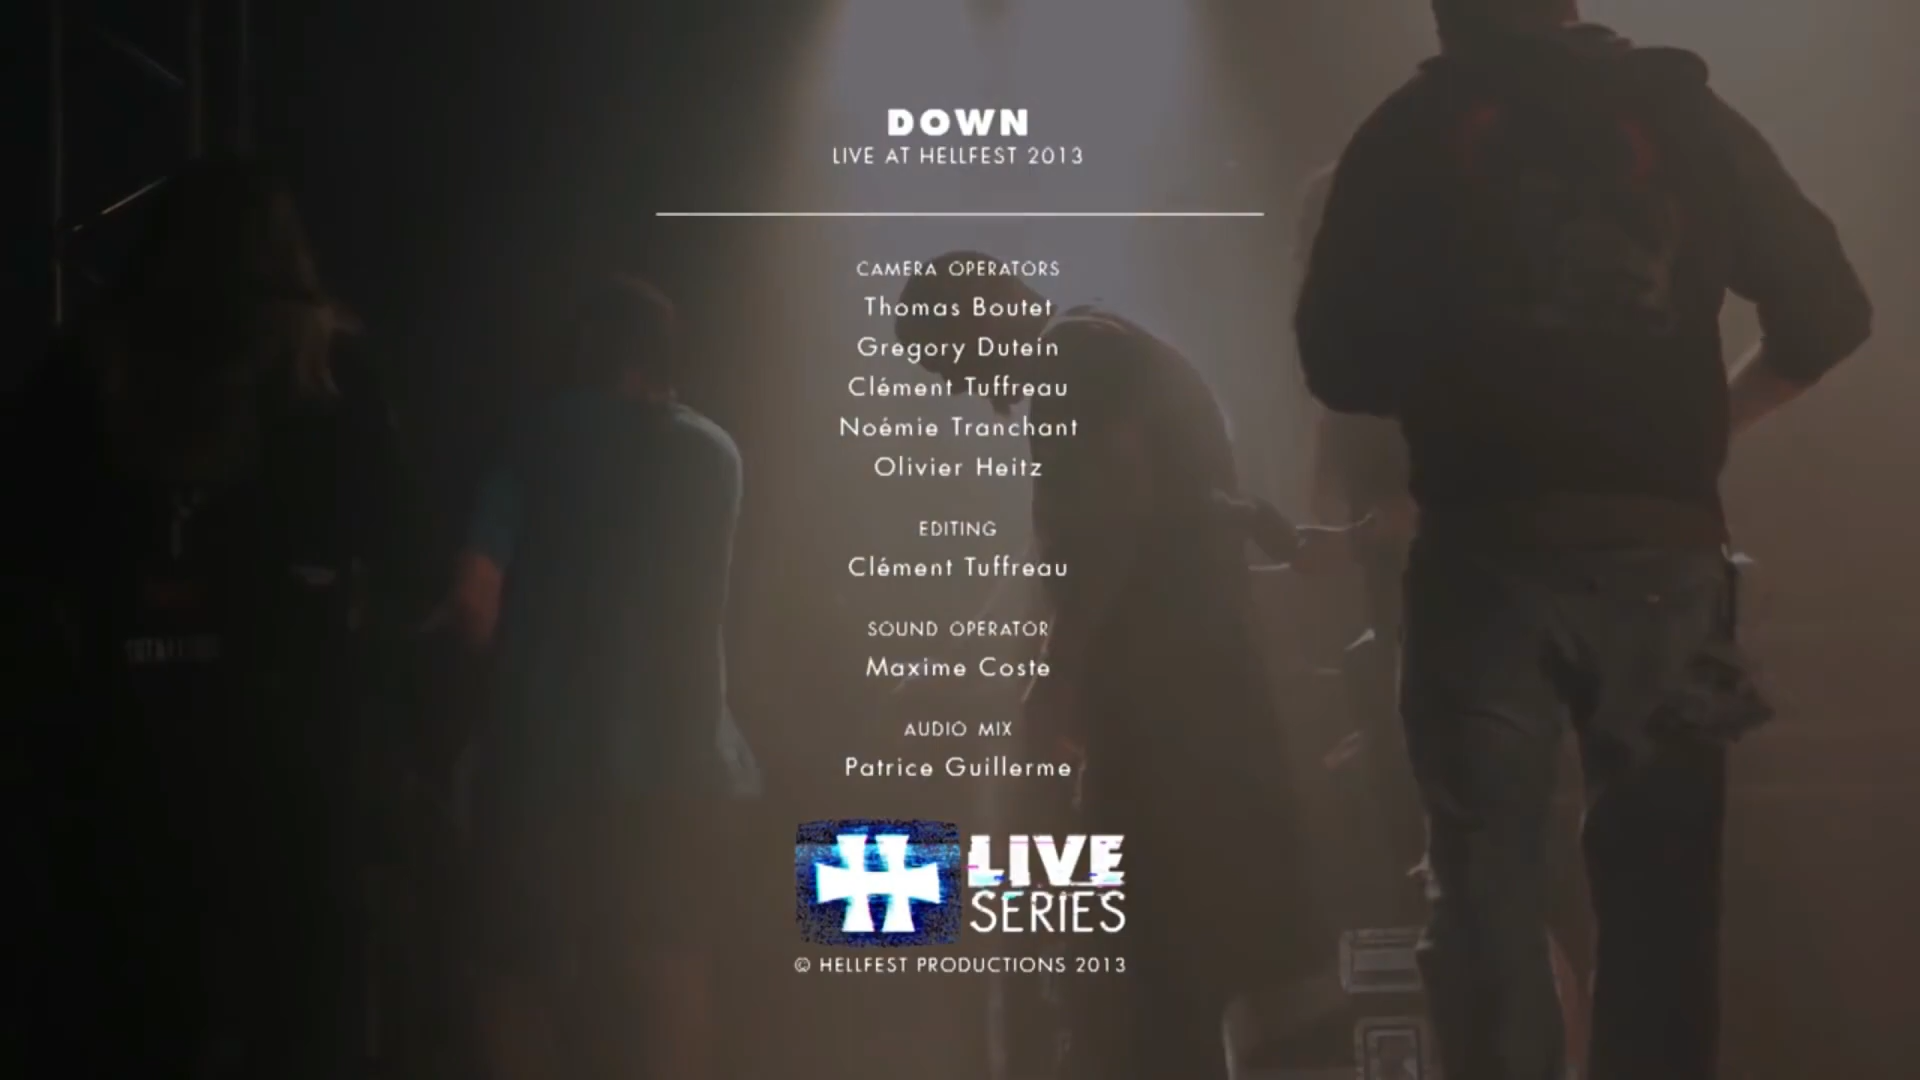 DOWN
LIVE AT HELLFEST 2013
CAMERA OPERATORS
Thomas Boutet
Gregory Dutein
Clément Tuffreau
Noémie Tranchant
Olivier Heitz
EDITING
Clément Tuffreau
SOUND OPERATOR
Maxime Coste
AUDIO MIX
Patrice Guillerme
H LIVE
SERIES
© HELLFEST PRODUCTIONS 2013